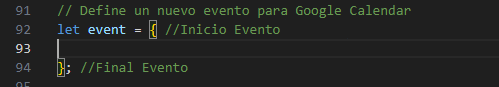 91 // Define un nuevo evento para Google Calendar
92 let event = { //Inicio Evento
93
94 }; //Final Evento